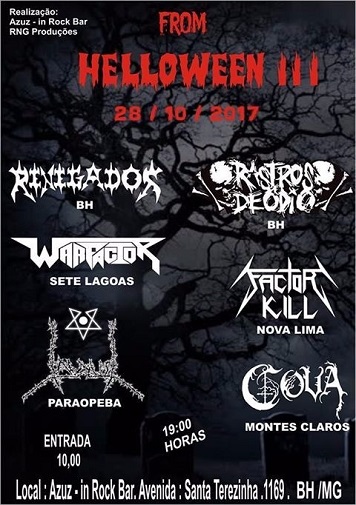 Realização:
Azuz - in Rock Bar
RNG Produções
FROM
HELLOWEEN III
28 / 10 / 2017
RENEGADOS
BH
RASTROS
DE ÓDIO
BH
WARFACTOR
SETE LAGOAS
FACTOR
KILL
NOVA LIMA
PARAOPEBA
COVA
MONTES CLAROS
ENTRADA
10,00
19:00
HORAS
Local : Azuz - in Rock Bar. Avenida : Santa Terezinha .1169 . BH /MG